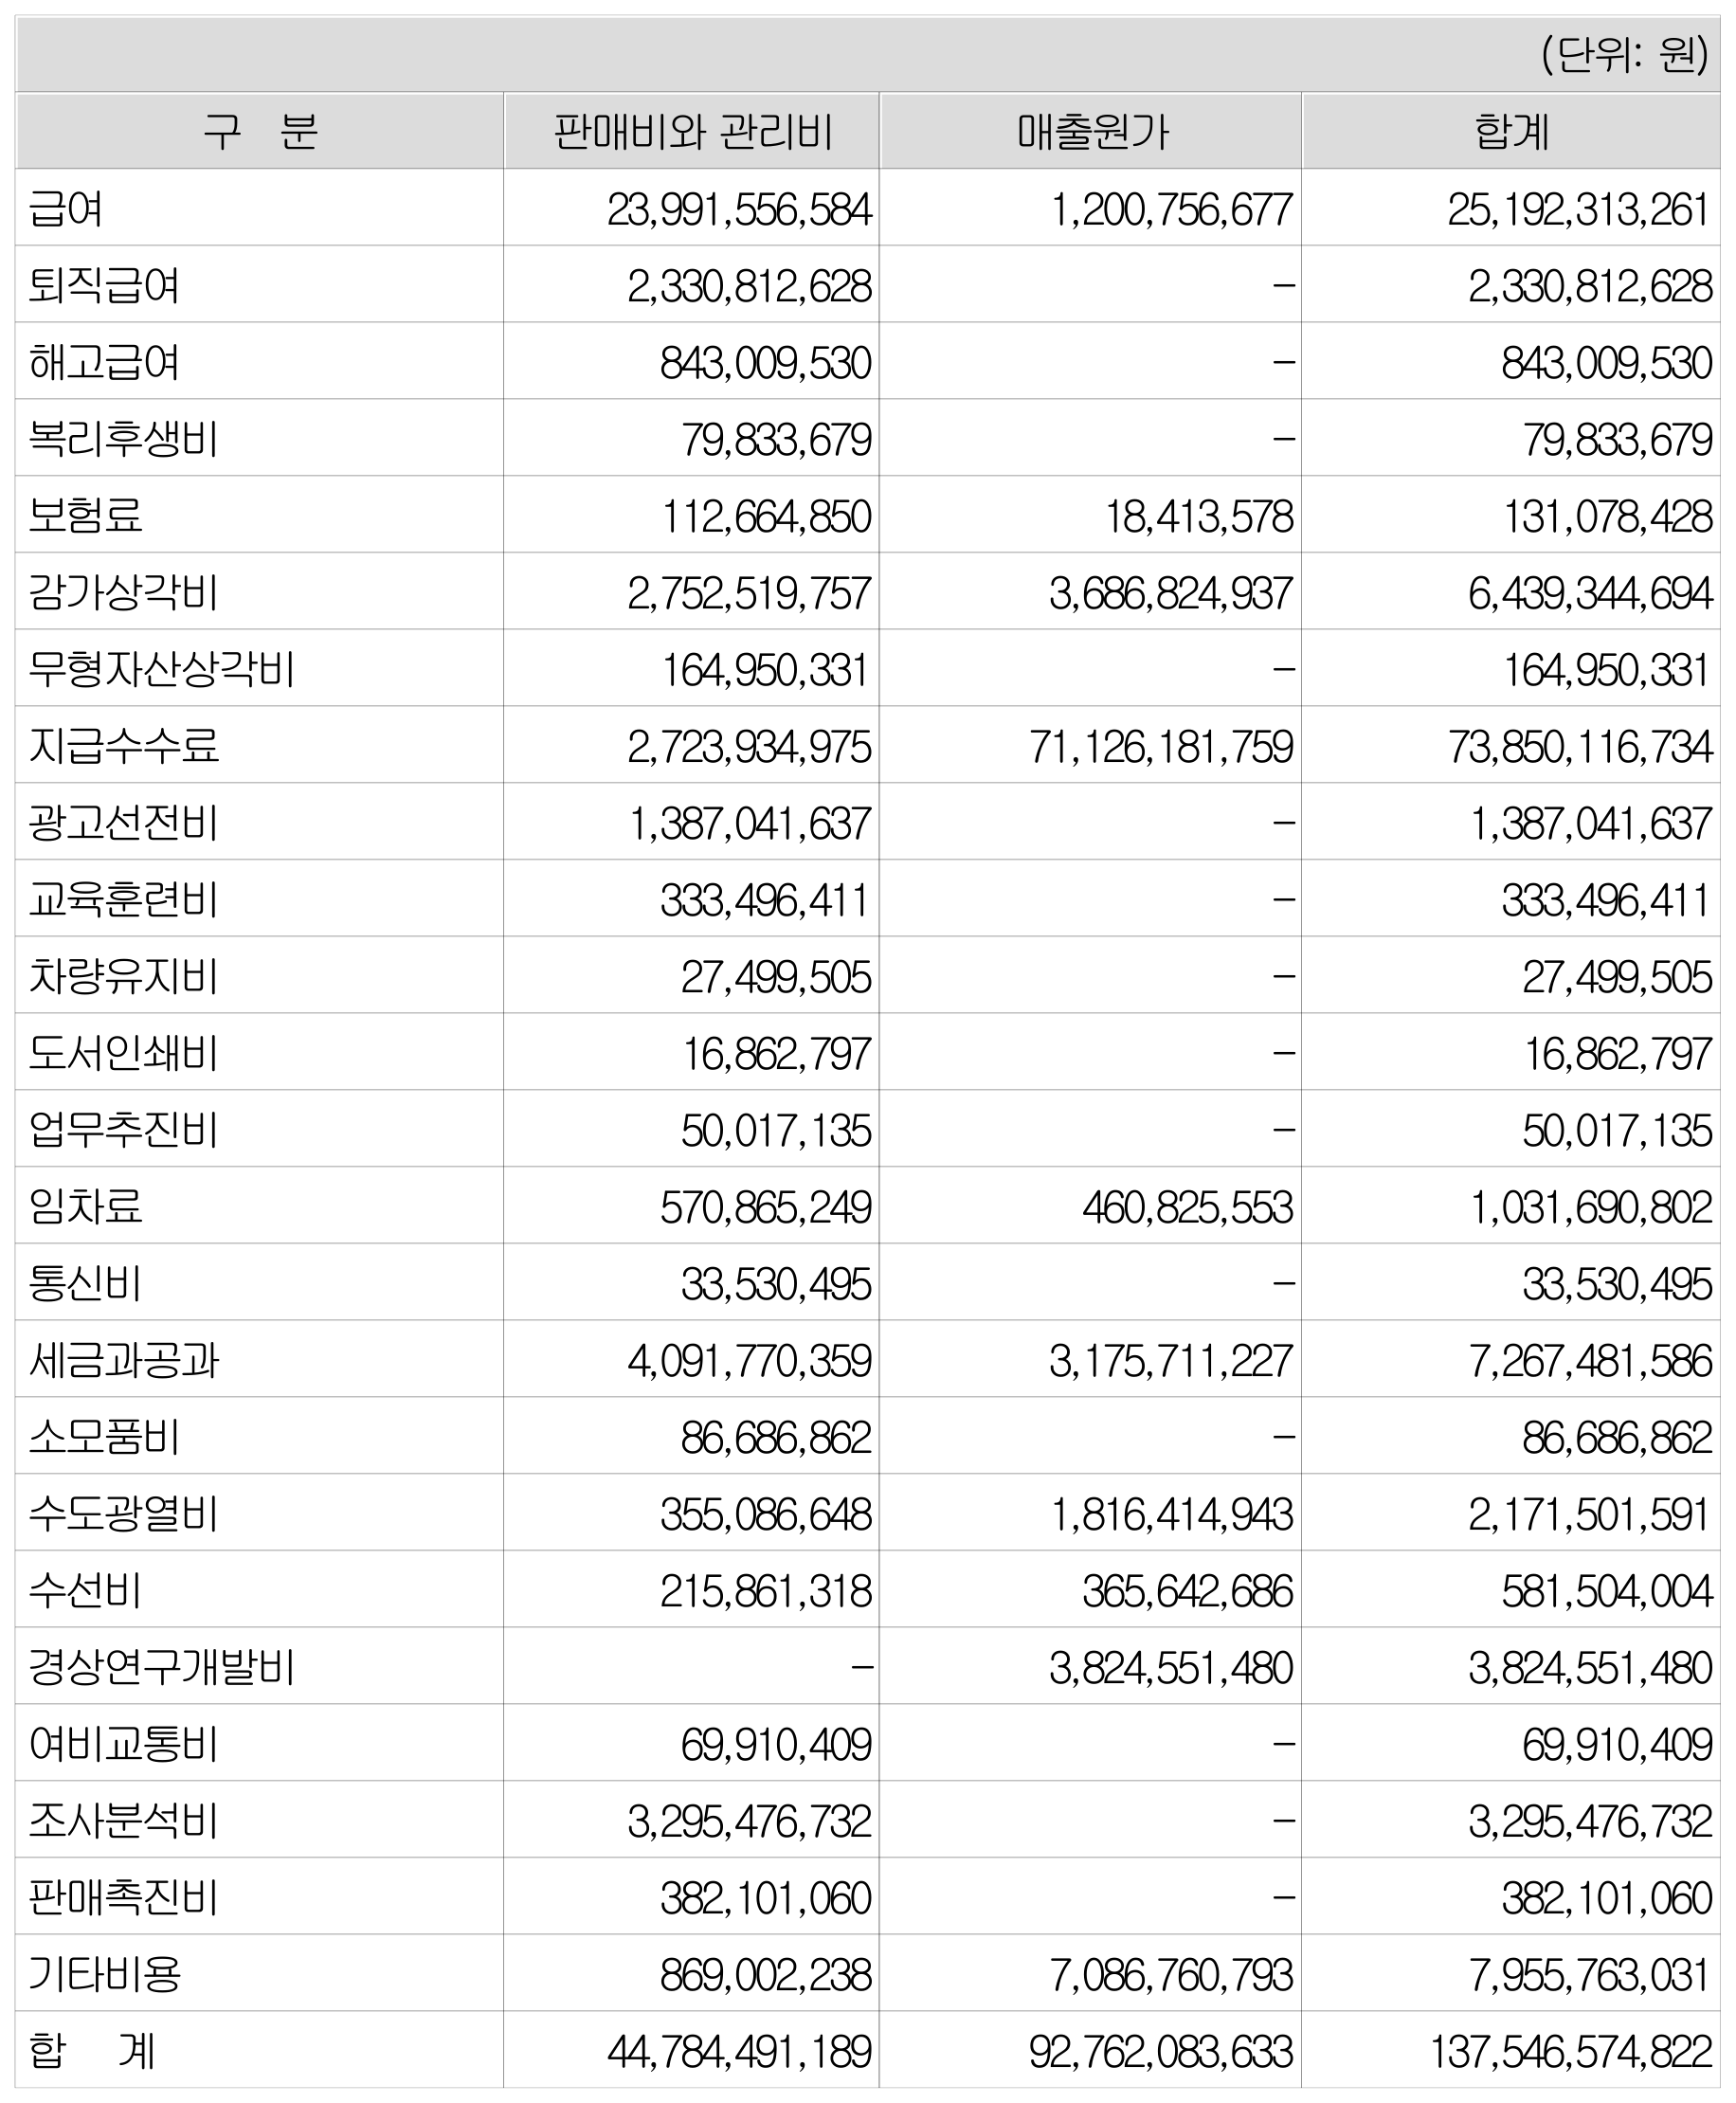 (단위: 원)
구 분 판매비와 관리비 매출원가 합계
급여 23,991,556,584 1,200,756,677 25,192,313,261
퇴직급여 2,330,812,628 - 2,330,812,628
해고급여 843,009,530 - 843,009,530
복리후생비 79,833,679 - 79,833,679
보험료 112,664,850 18,413,578 131,078,428
감가상각비 2,752,519,757 3,686,824,937 6,439,344,694
무형자산상각비 164,950,331 - 164,950,331
지급수수료 2,723,934,975 71,126,181,759 73,850,116,734
광고선전비 1,387,041,637 - 1,387,041,637
교육훈련비 333,496,411 - 333,496,411
차량유지비 27,499,505 - 27,499,505
도서인쇄비 16,862,797 - 16,862,797
업무추진비 50,017,135 - 50,017,135
임차료 570,865,249 460,825,553 1,031,690,802
통신비 33,530,495 - 33,530,495
세금과공과 4,091,770,359 3,175,711,227 7,267,481,586
소모품비 86,686,862 - 86,686,862
수도광열비 355,086,648 1,816,414,943 2,171,501,591
수선비 215,861,318 365,642,686 581,504,004
경상연구개발비 - 3,824,551,480 3,824,551,480
여비교통비 69,910,409 - 69,910,409
조사분석비 3,295,476,732 - 3,295,476,732
판매촉진비 382,101,060 - 382,101,060
기타비용 869,002,238 7,086,760,793 7,955,763,031
합 계 44,784,491,189 92,762,083,633 137,546,574,822